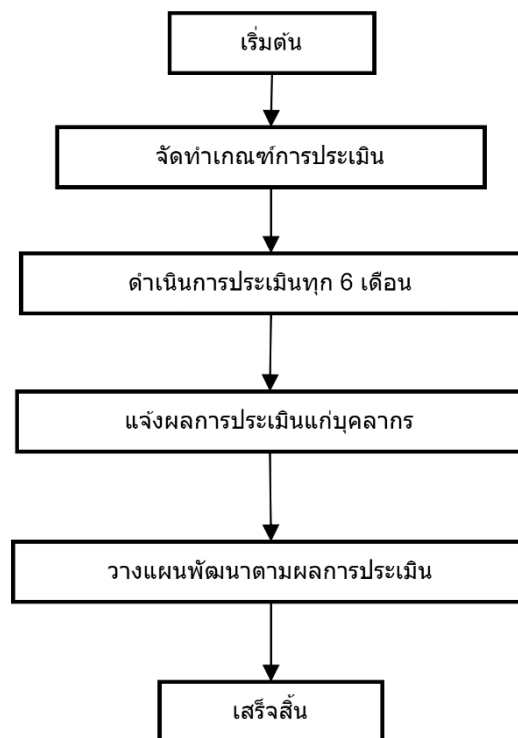 เริ่มต้น
จัดทำเกณฑ์การประเมิน
ดำเนินการประเมินทุก 6 เดือน
แจ้งผลการประเมินแก่บุคลากร
วางแผนพัฒนาตามผลการประเมิน
เสร็จสิ้น